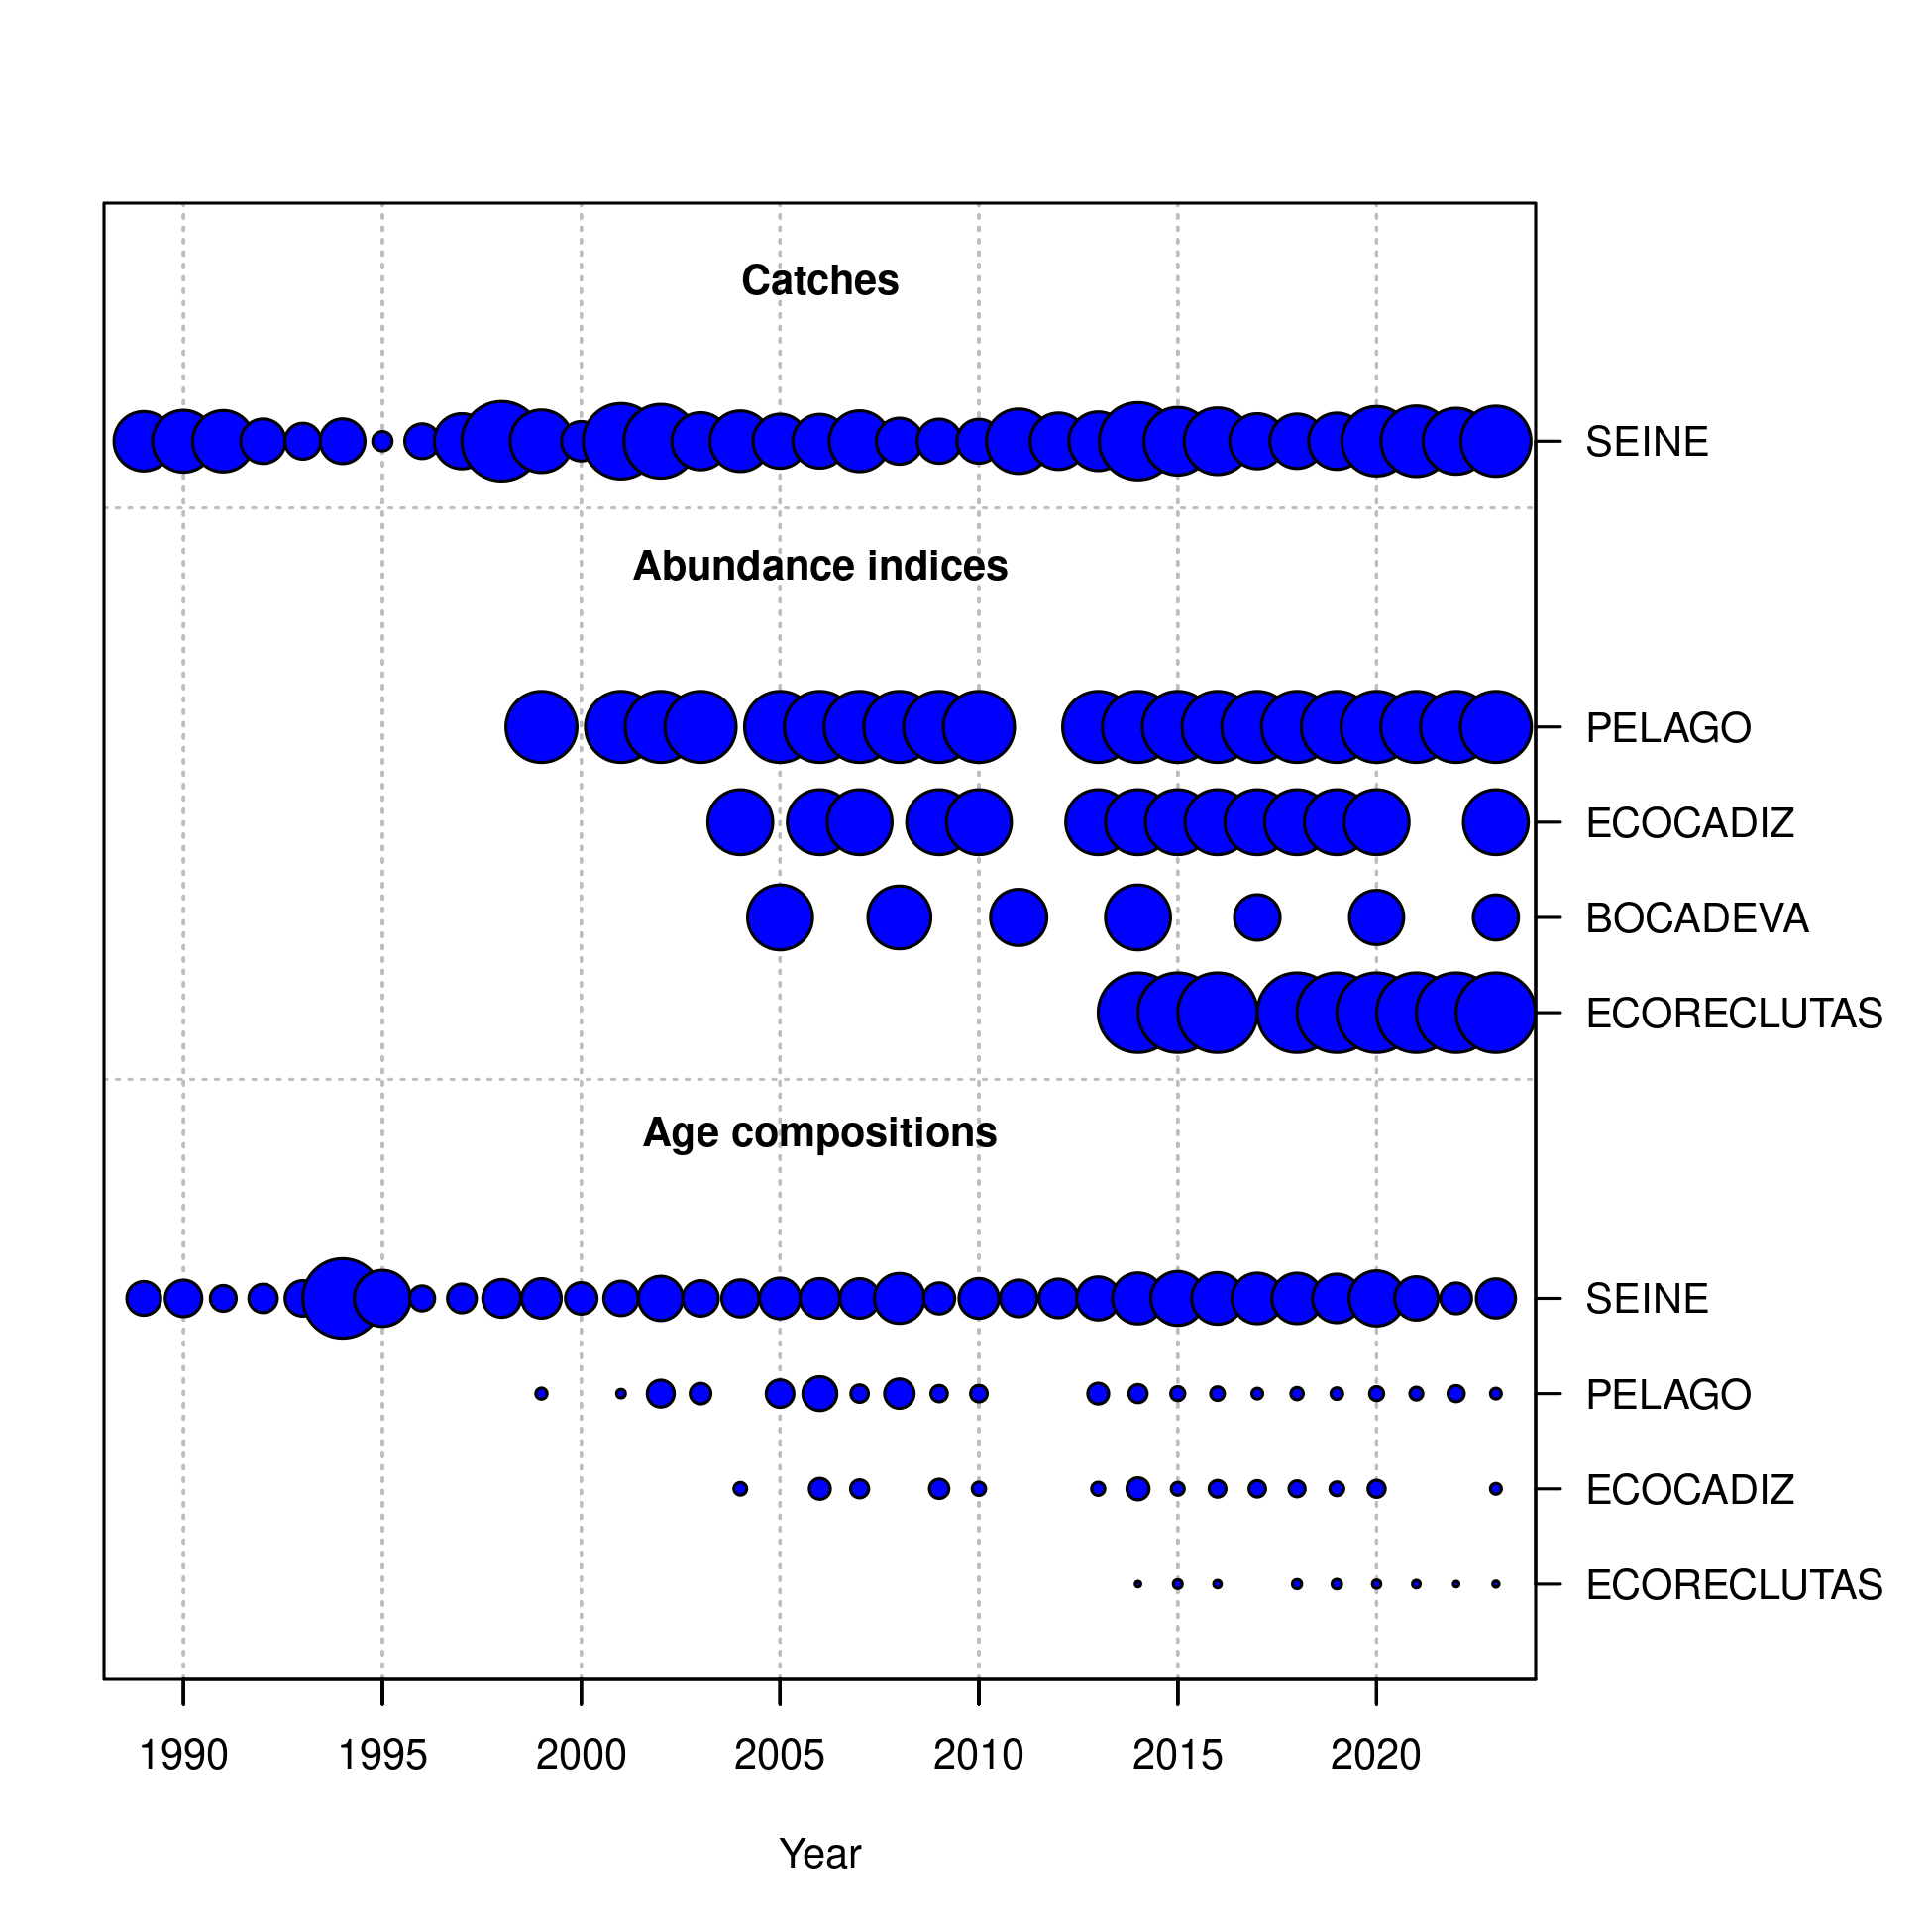 Catches
SEINE
Abundance indices
PELAGO
ECOCADIZ
BOCADEVA
ECORECLUTAS
Age compositions
SEINE
PELAGO
ECOCADIZ
ECORECLUTAS
1990 1995 2000 2005 2010 2015 2020
Year